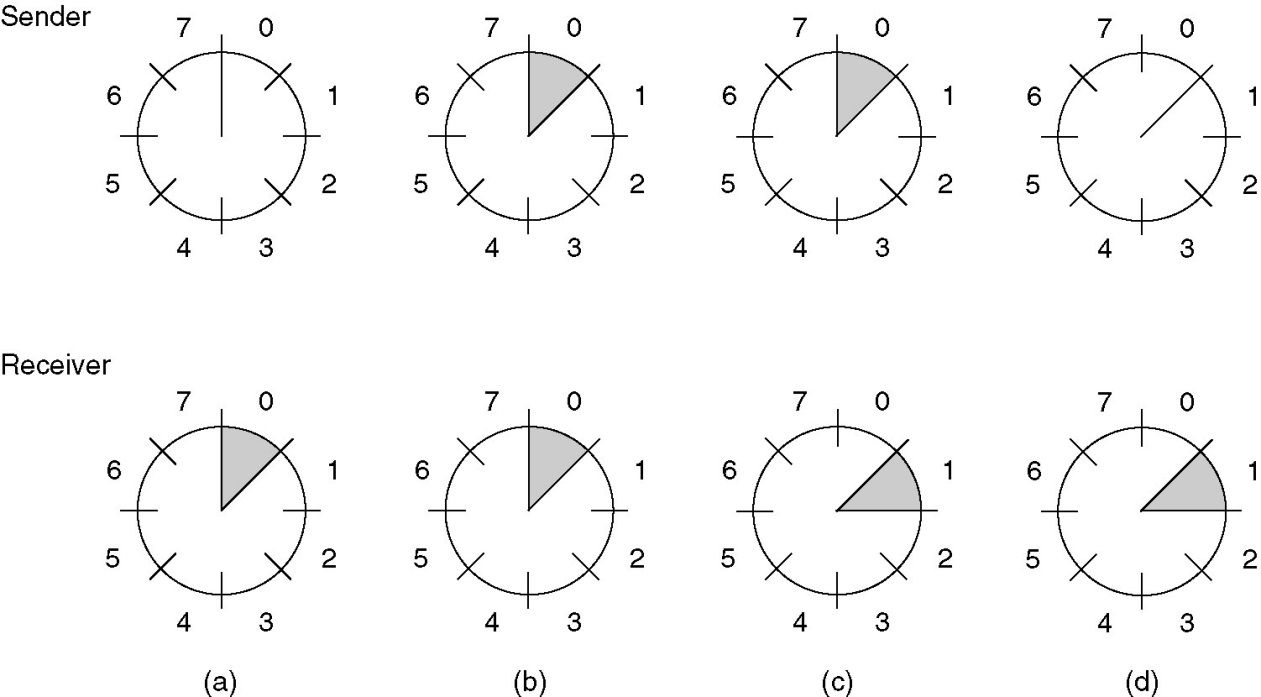 Sender
7 0 7 0 7 0 7 0
6 1 6 1 6 1 6 1
5 2 5 2 5 2 5 2
4 3 4 3 4 3 4 3
Receiver
7 0 7 0 7 0 7 0
6 1 6 1 6 1 6 1
5 2 5 2 5 2 5 2
4 3 4 3 4 3 4 3
(a) (b) (c) (d)